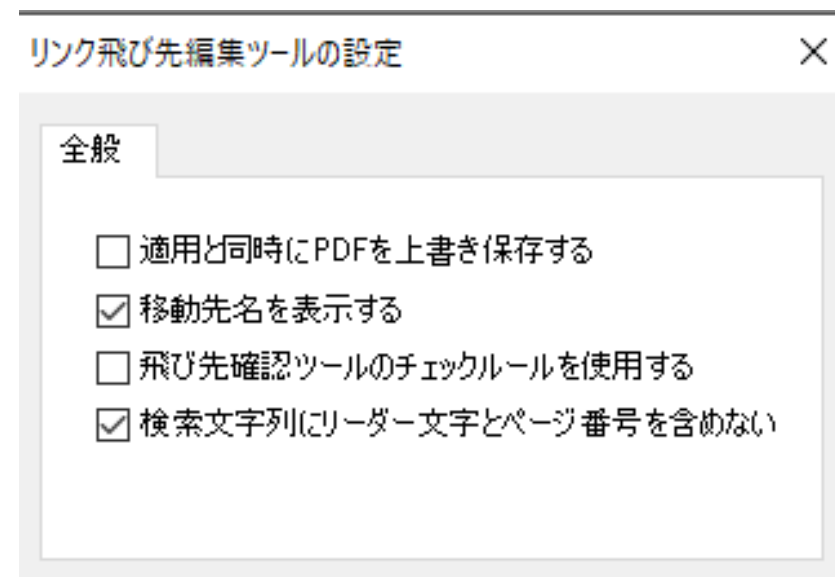 リンク飛び先編集ツールの設定
全般
適用と同時にPDFを上書き保存する
移動先名を表示する
飛び先確認ツールのチェックルールを使用する
検索文字列にリーダー文字とページ番号を含めない